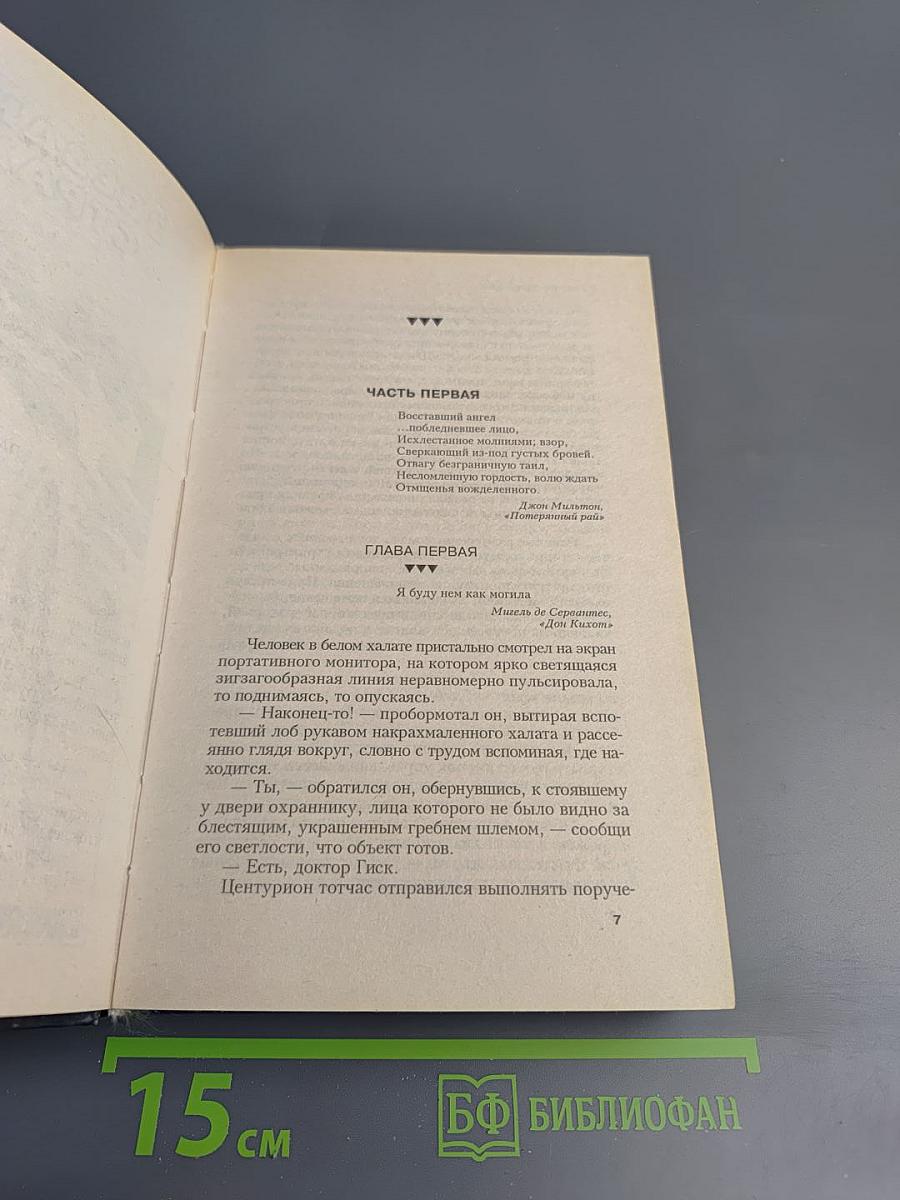 ЧАСТЬ ПЕРВАЯ
Восставший ангел
...побледневшее лицо,
Исхлестанное молниями; взор,
Сверкающий из-под густых бровей.
Отвагу безграничную таил,
Несломленную гордость, волю ждать
Отмщенья вожделенного.
Джон Мильтон,
«Потерянный рай»
ГЛАВА ПЕРВАЯ
Я буду нем как могила
Мигель де Сервантес,
«Дон Кихот»
Человек в белом халате пристально смотрел на экран
портативного монитора, на котором ярко светящаяся
зигзагообразная линия неравномерно пульсировала,
то поднимаясь, то опускаясь.
— Наконец-то! — пробормотал он, вытирая вспо-
тевший лоб рукавом накрахмаленного халата и рассе-
янно глядя вокруг, словно с трудом вспоминая, где на-
ходится.
— Ты, — обратился он, обернувшись, к стоявшему
у двери охраннику, лица которого не было видно за
блестящим, украшенным гребнем шлемом, — сообщи
его светлости, что объект готов.
— Есть, доктор Гиск.
Центурион тотчас отправился выполнять поруче-
7
15 см
БФ БИБЛИОФАН